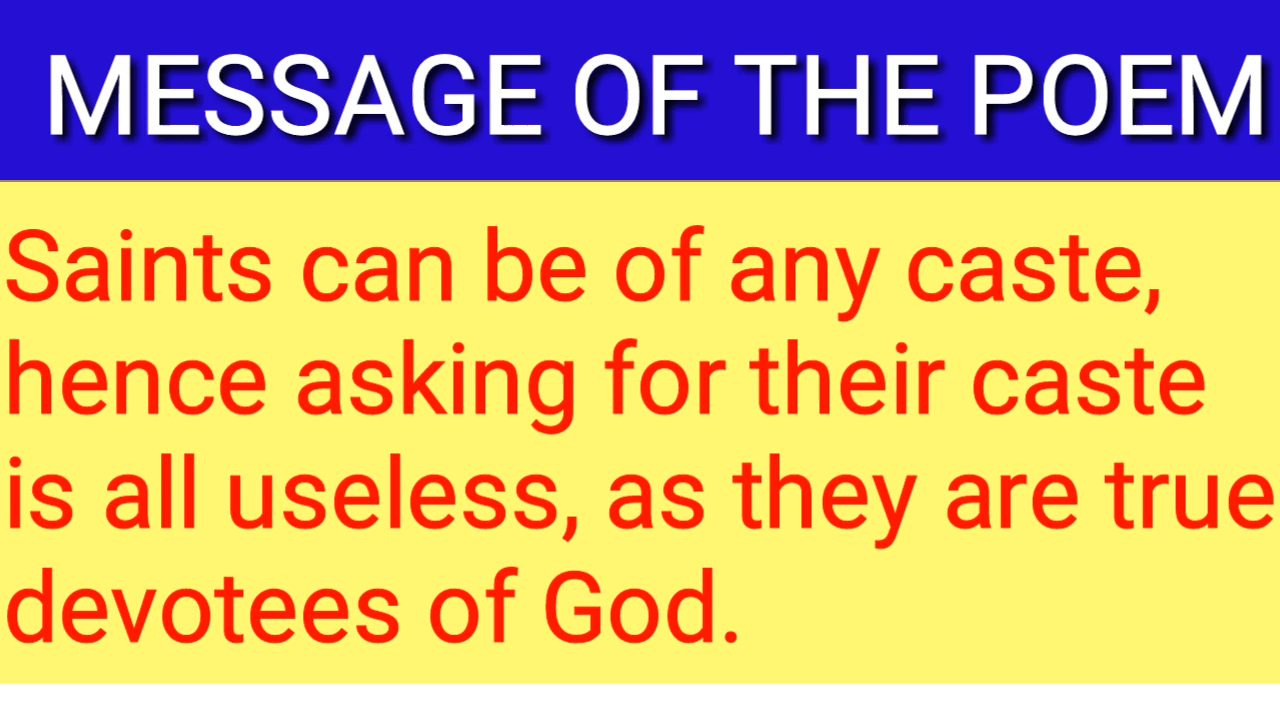 MESSAGE OF THE POEM
Saints can be of any caste,
hence asking for their caste
is all useless, as they are true
devotees of God.